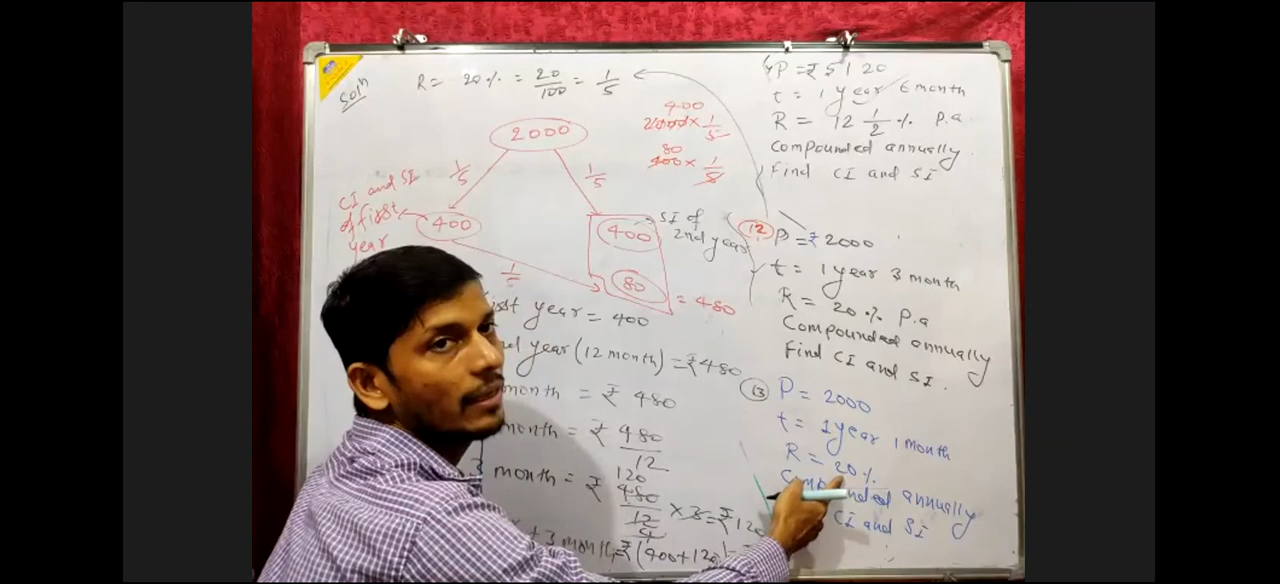 Solⁿ
R = 20 % = 20/100 = 1/5
2000
1/5
1/5
CI and SI
of first
year
400
400
SI of
2nd year
1/5
80
= 480
400
2000 × 1/5
80
400 × 1/5
first year = 400
year (12 month) = ₹ 480
month = ₹ 480
month = ₹ 480/12
3 month = ₹ 480/12 × 3 = ₹ 120
120
4
+ 3 month = ₹ (400+120) =
P = ₹ 5120
t = 1 year 6 month
R = 12 1/2 % P.a
Compounded annually
Find CI and SI
12 P = ₹ 2000
t = 1 year 3 month
R = 20 % P.a
Compounded annually
Find CI and SI.
13 P = 2000
t = 1 year 1 month
R = 20 %
Compounded annually
CI and SI